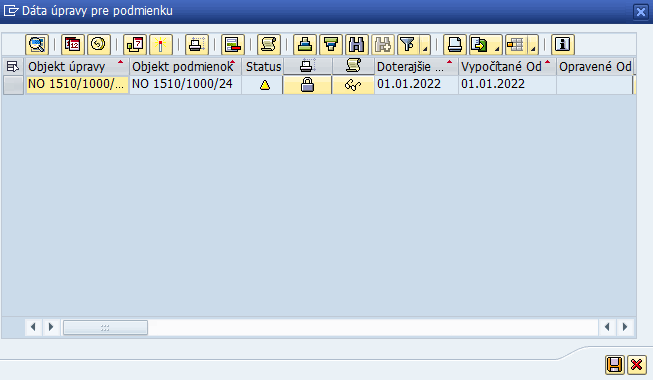 Dáta úpravy pre podmienku
Objekt úpravy Objekt podmienok Status Doterajšie ... Vypočítané Od Opravené Od
NO 1510/1000/... NO 1510/1000/24 01.01.2022 01.01.2022